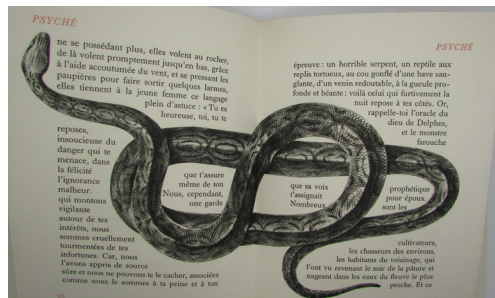 PSYCHÉ
ne se possédant plus, elles volent au rocher,
de là volent promptement jusqu'en bas, grâce
à l'aide accoutumée du vent, et se pressant les
paupières pour faire sortir quelques larmes,
elles tiennent à la jeune femme ce langage
plein d'astuce : « Tu es
heureuse, toi, tu te
reposes,
insoucieuse du
danger qui te
menace, dans
la félicité
l'ignorance
malheur.
qui montons
vigilante
autour de tes
intérêts, nous
sommes cruellement
tourmentées de tes
infortunes. Car, nous
l'avons appris de source
sûre et nous ne pouvons te le cacher, associées
comme nous le sommes à ta peine et à ton
que t'assure
même de ton
Nous, cependant,
une garde
PSYCHÉ
épreuve : un horrible serpent, un reptile aux
replis tortueux, au cou gonflé d'une bave san-
glante, d'un venin redoutable, à la gueule pro-
fonde et béante : voilà celui qui furtivement la
nuit repose à tes côtés. Or,
rappelle-toi l'oracle du
dieu de Delphes,
et le monstre
farouche
que sa voix
t'assignait
Nombreux
prophétique
pour époux.
sont les
cultivateurs,
les chasseurs des environs,
les habitants du voisinage, qui
l'ont vu revenant le soir de la pâture et
nageant dans les eaux du fleuve le plus
proche. Et ce